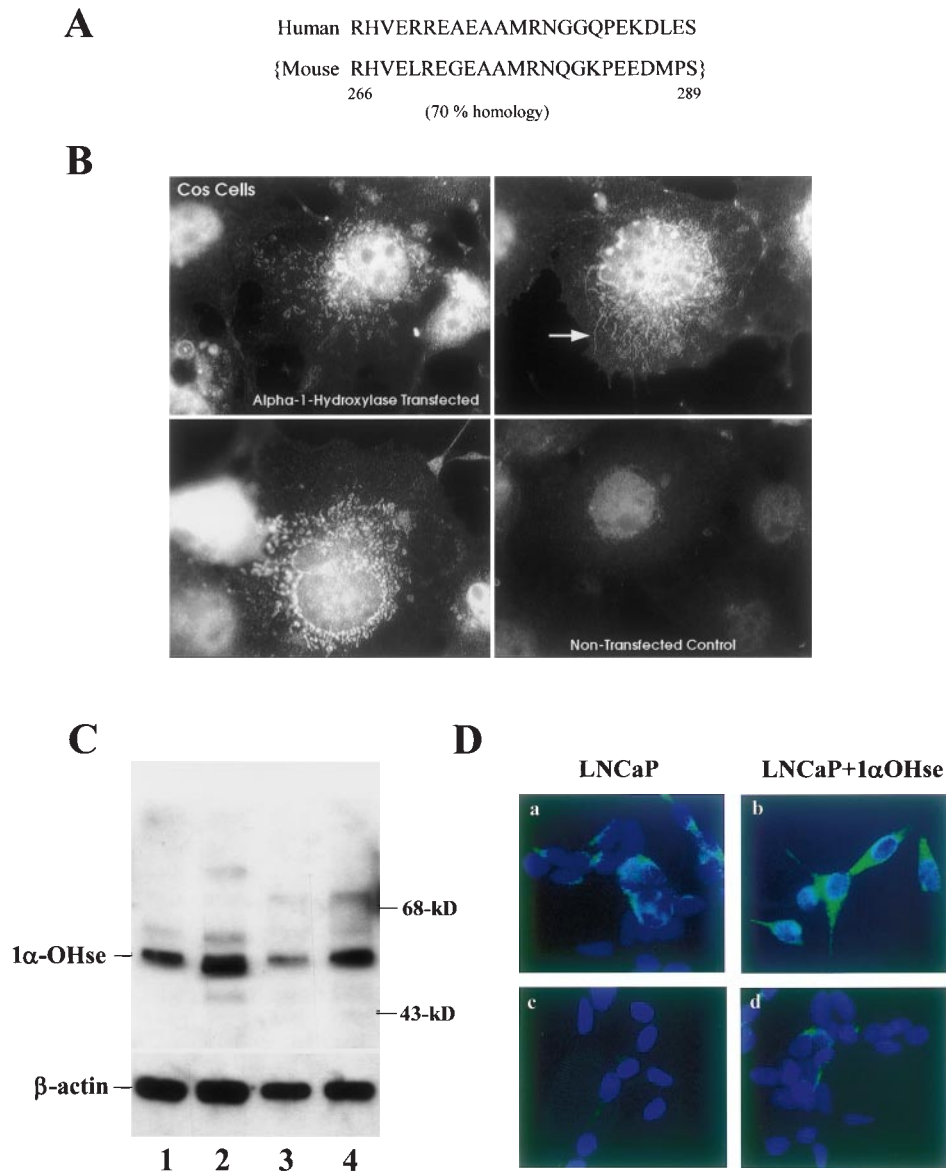 A
Human RHVERREAEAAMRNGGQPEKDLES
{Mouse RHVELREGEAAMRNQGKPEEDMPS}
266 289
(70 % homology)
B
Cos Cells
Alpha-1-Hydroxylase Transfected
Non-Transfected Control
C
68-kD
1α-OHse
43-kD
β-actin
1 2 3 4
D
LNCaP LNCaP+1αOHse
a b
c d